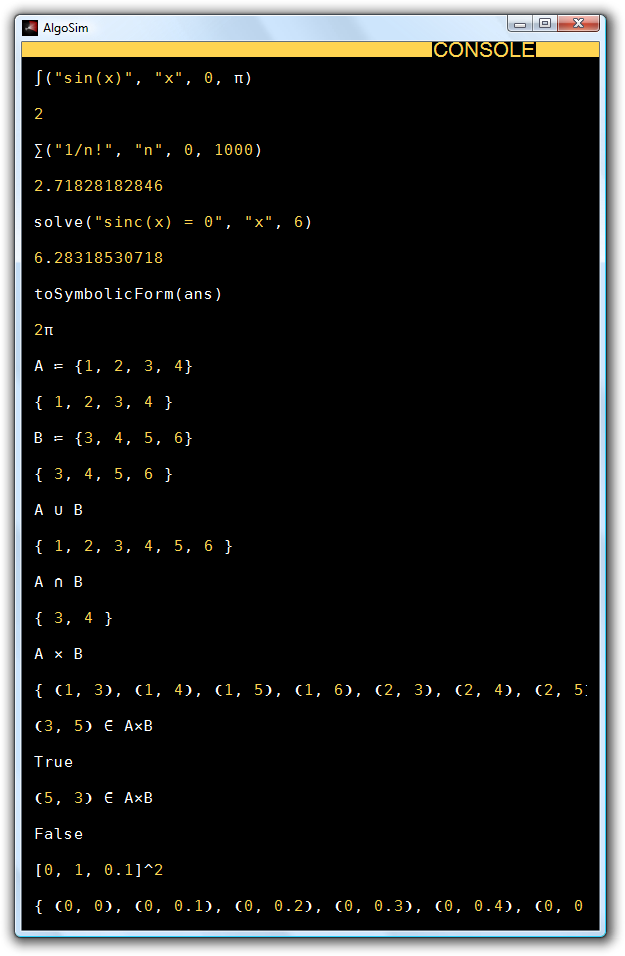 AlgoSim
CONSOLE
∫("sin(x)", "x", 0, π)
2
∑("1/n!", "n", 0, 1000)
2.71828182846
solve("sinc(x) = 0", "x", 6)
6.28318530718
toSymbolicForm(ans)
2π
A ≔ {1, 2, 3, 4}
{ 1, 2, 3, 4 }
B ≔ {3, 4, 5, 6}
{ 3, 4, 5, 6 }
A ∪ B
{ 1, 2, 3, 4, 5, 6 }
A ∩ B
{ 3, 4 }
A × B
{ (1, 3), (1, 4), (1, 5), (1, 6), (2, 3), (2, 4), (2, 5)
(3, 5) ∈ A×B
True
(5, 3) ∈ A×B
False
[0, 1, 0.1]^2
{ (0, 0), (0, 0.1), (0, 0.2), (0, 0.3), (0, 0.4), (0, 0